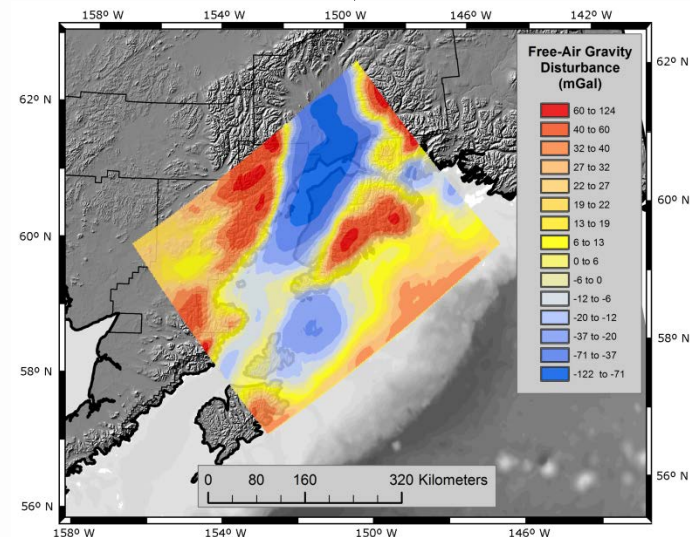 158° W 154° W 150° W 146° W 142° W
62° N
60° N
58° N
56° N
62° N
60° N
58° N
56° N
Free-Air Gravity
Disturbance
(mGal)
60 to 124
40 to 60
32 to 40
27 to 32
22 to 27
19 to 22
13 to 19
6 to 13
0 to 6
-6 to 0
-12 to -6
-20 to -12
-37 to -20
-71 to -37
-122 to -71
0 80 160 320 Kilometers
158° W 154° W 150° W 146° W